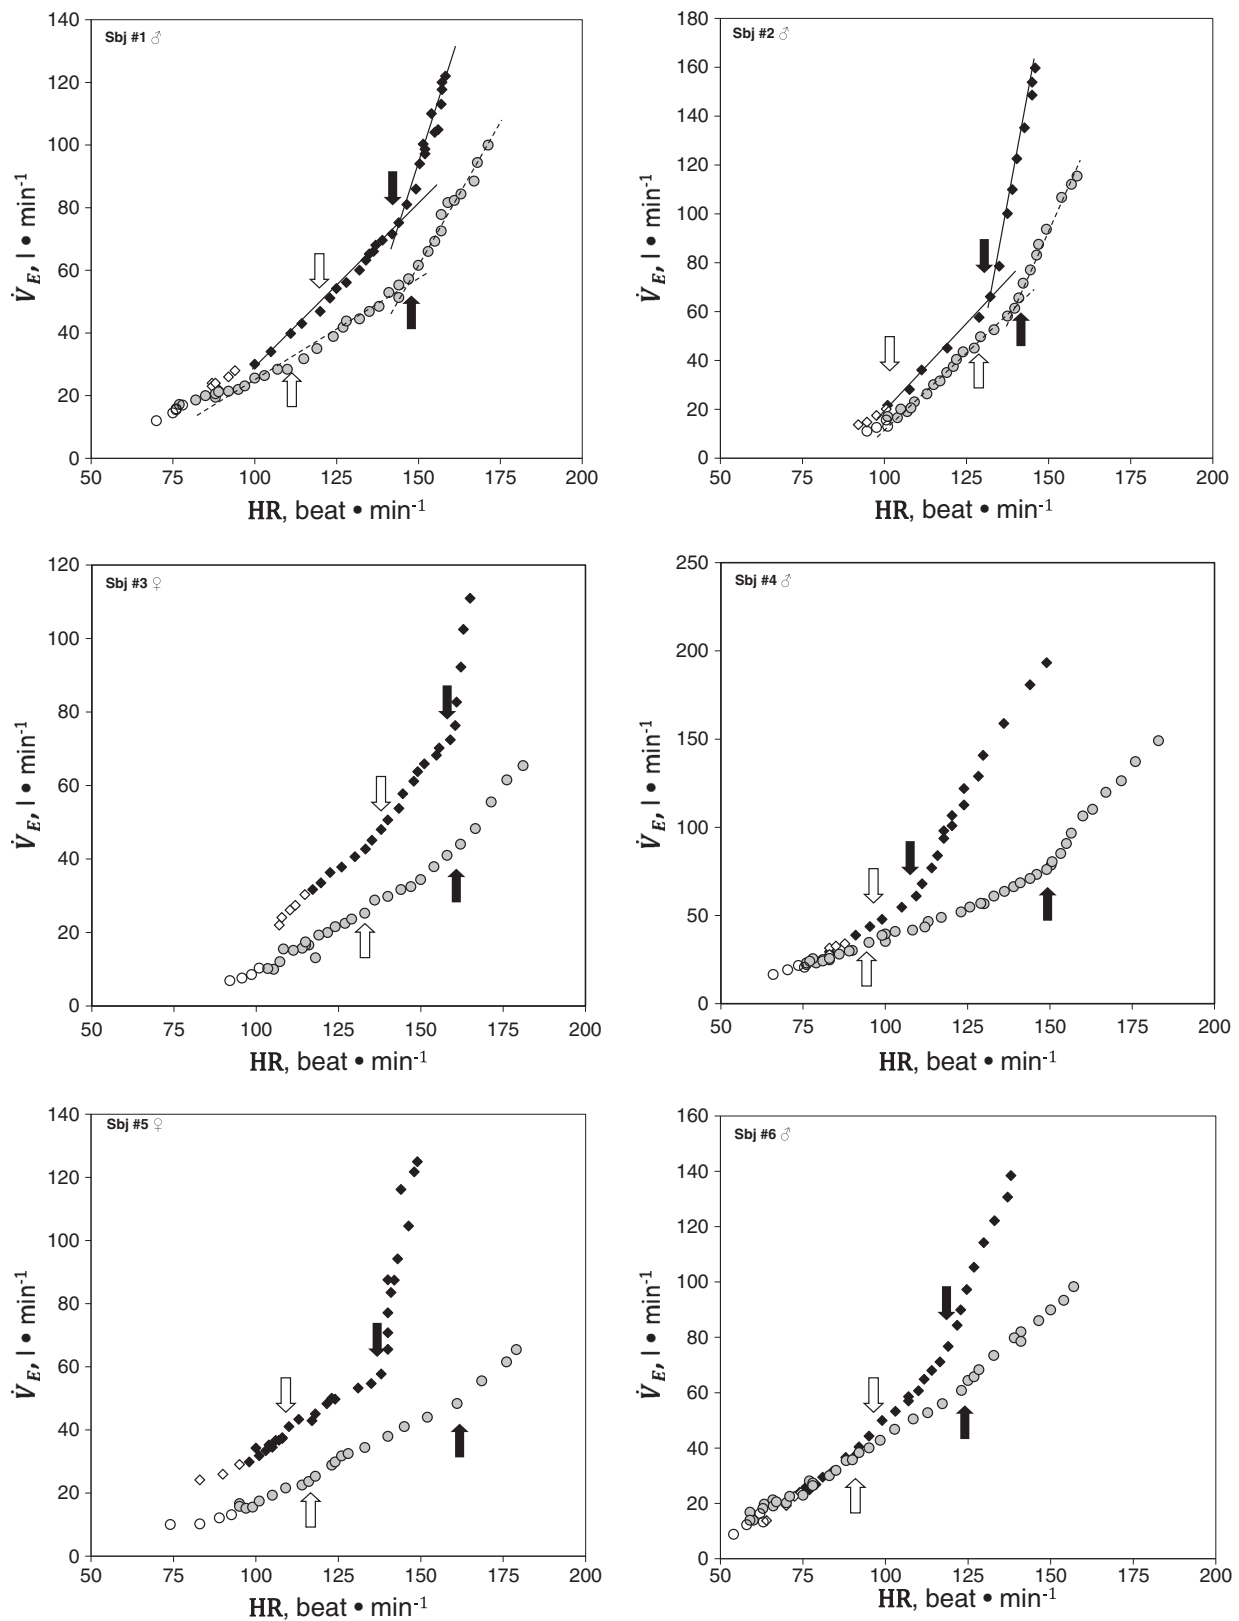 Sbj #1 ♂
140
120
100
80
60
40
20
0
50 75 100 125 150 175 200
V̇E, l • min-1
HR, beat • min-1
Sbj #2 ♂
180
160
140
120
100
80
60
40
20
0
50 75 100 125 150 175 200
V̇E, l • min-1
HR, beat • min-1
Sbj #3 ♀
120
100
80
60
40
20
0
50 75 100 125 150 175 200
V̇E, l • min-1
HR, beat • min-1
Sbj #4 ♂
250
200
150
100
50
0
50 75 100 125 150 175 200
V̇E, l • min-1
HR, beat • min-1
Sbj #5 ♀
140
120
100
80
60
40
20
0
50 75 100 125 150 175 200
V̇E, l • min-1
HR, beat • min-1
Sbj #6 ♂
160
140
120
100
80
60
40
20
0
50 75 100 125 150 175 200
V̇E, l • min-1
HR, beat • min-1